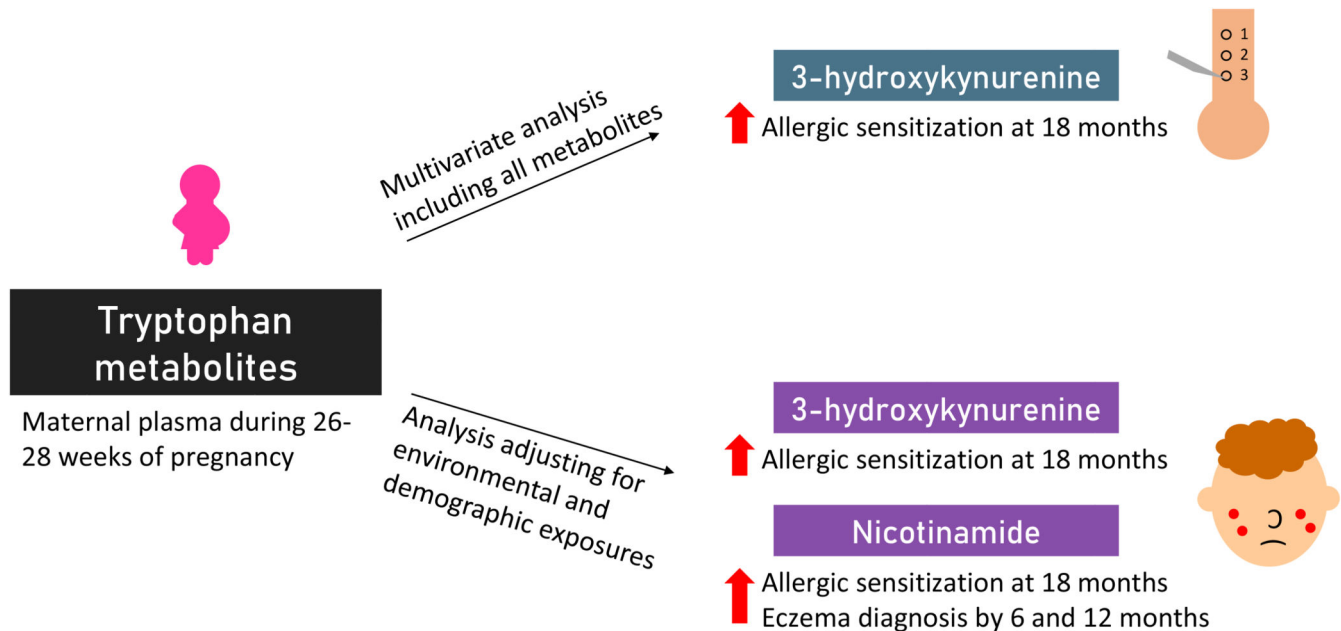 Tryptophan
metabolites
Maternal plasma during 26-
28 weeks of pregnancy
Multivariate analysis
including all metabolites
3-hydroxykynurenine
Allergic sensitization at 18 months
1
2
3
Analysis adjusting for
environmental and
demographic exposures
3-hydroxykynurenine
Allergic sensitization at 18 months
Nicotinamide
Allergic sensitization at 18 months
Eczema diagnosis by 6 and 12 months